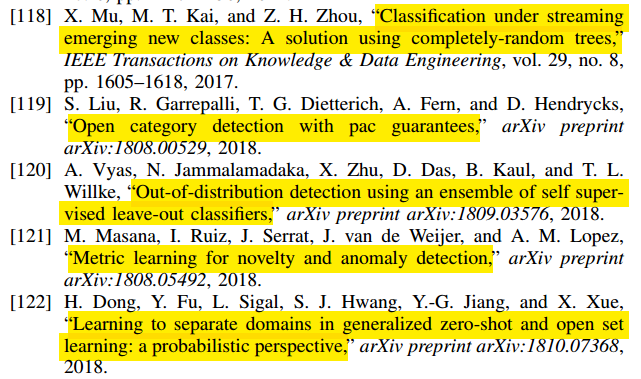 [118] X. Mu, M. T. Kai, and Z. H. Zhou, “Classification under streaming
emerging new classes: A solution using completely-random trees,”
IEEE Transactions on Knowledge & Data Engineering, vol. 29, no. 8,
pp. 1605–1618, 2017.
[119] S. Liu, R. Garrepalli, T. G. Dietterich, A. Fern, and D. Hendrycks,
“Open category detection with pac guarantees,” arXiv preprint
arXiv:1808.00529, 2018.
[120] A. Vyas, N. Jammalamadaka, X. Zhu, D. Das, B. Kaul, and T. L.
Willke, “Out-of-distribution detection using an ensemble of self super-
vised leave-out classifiers,” arXiv preprint arXiv:1809.03576, 2018.
[121] M. Masana, I. Ruiz, J. Serrat, J. van de Weijer, and A. M. Lopez,
“Metric learning for novelty and anomaly detection,” arXiv preprint
arXiv:1808.05492, 2018.
[122] H. Dong, Y. Fu, L. Sigal, S. J. Hwang, Y.-G. Jiang, and X. Xue,
“Learning to separate domains in generalized zero-shot and open set
learning: a probabilistic perspective,” arXiv preprint arXiv:1810.07368,
2018.